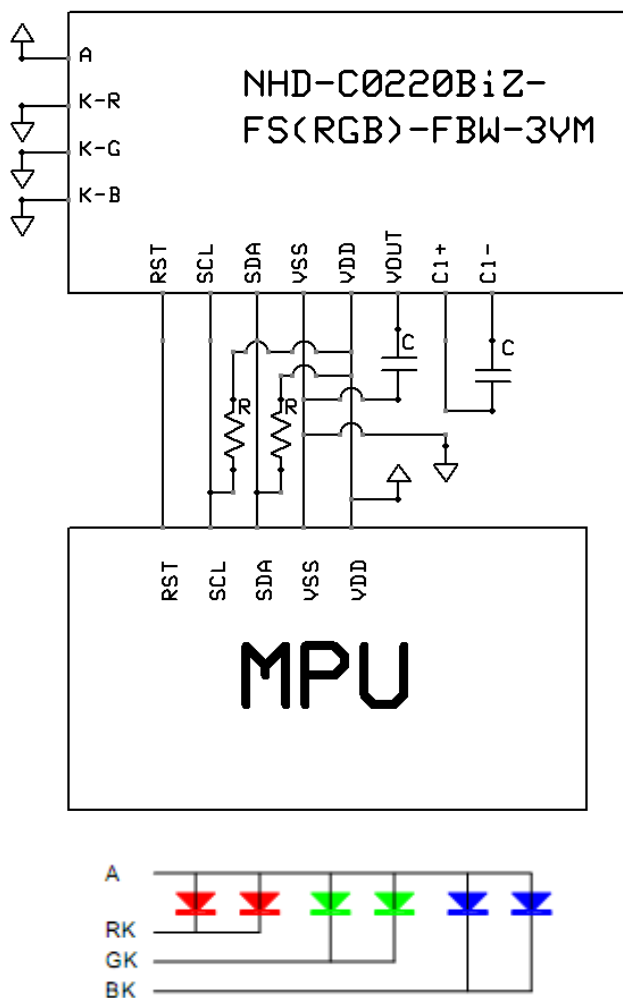 A
K-R
K-G
K-B
NHD-C0220BiZ-
FS(RGB)-FBW-3VM
RST
SCL
SDA
VSS
VDD
VOUT
C1+
C1-
C
C
R
R
RST
SCL
SDA
VSS
VDD
MPU
A
RK
GK
BK